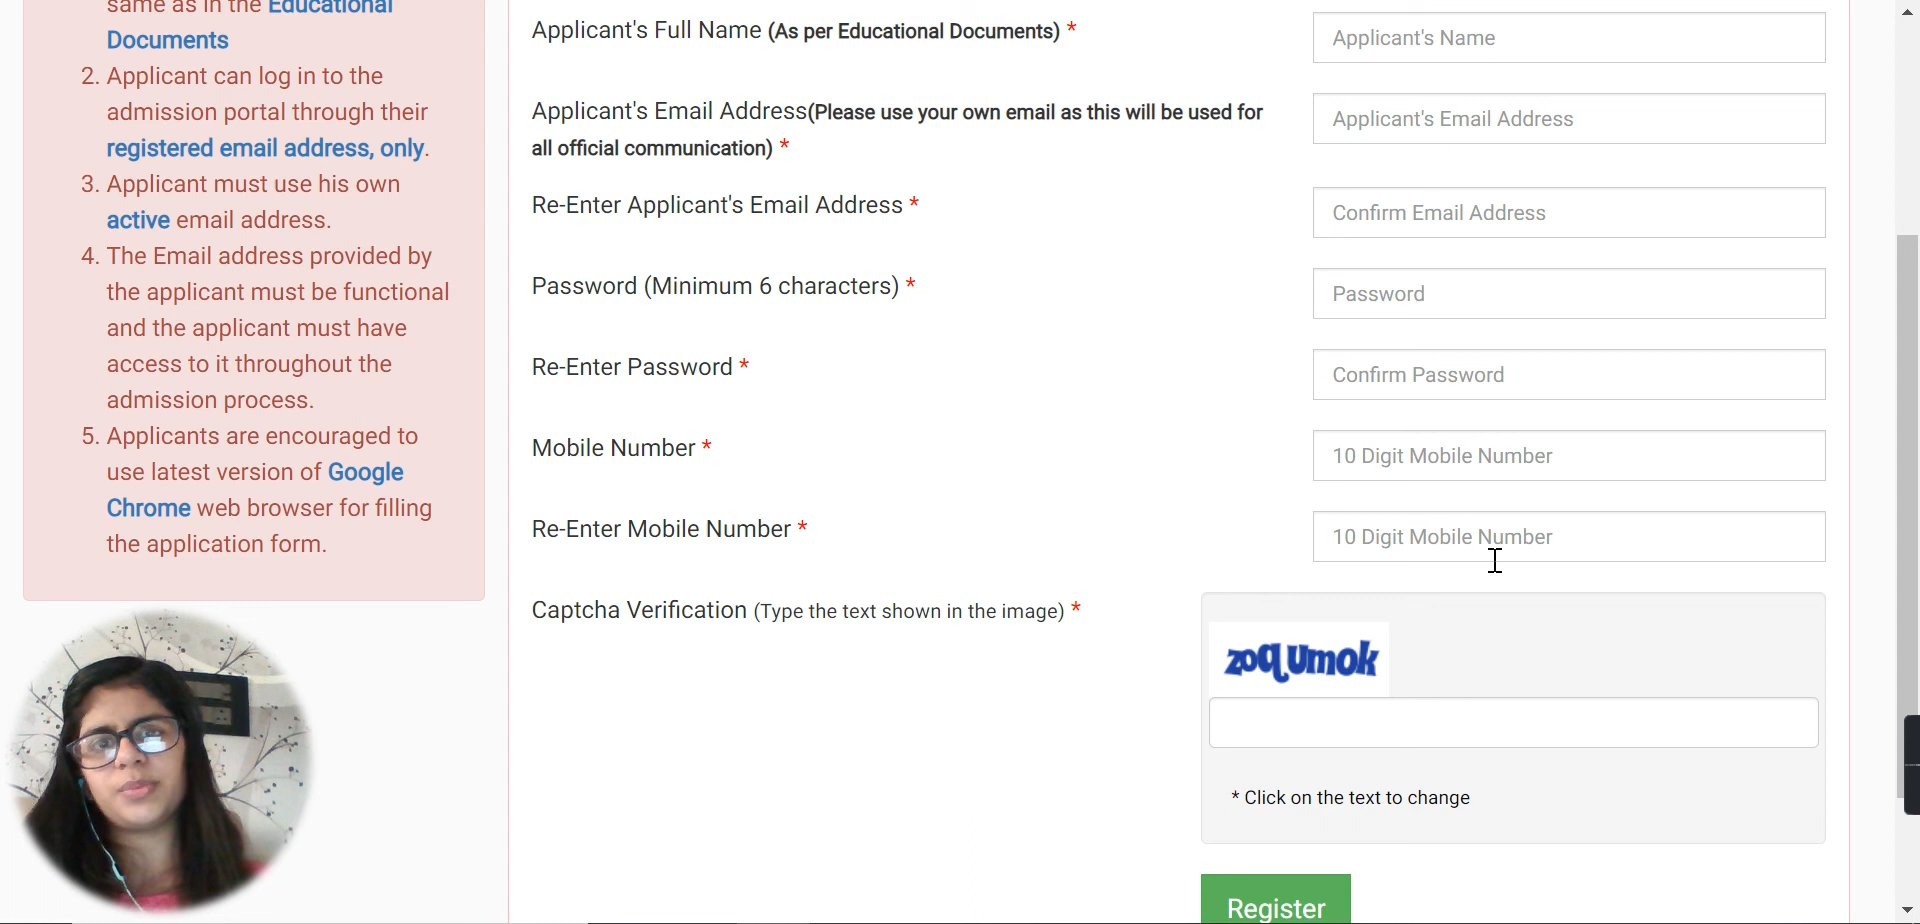 same as in the Educational
Documents
2. Applicant can log in to the
admission portal through their
registered email address, only.
3. Applicant must use his own
active email address.
4. The Email address provided by
the applicant must be functional
and the applicant must have
access to it throughout the
admission process.
5. Applicants are encouraged to
use latest version of Google
Chrome web browser for filling
the application form.
Applicant's Full Name (As per Educational Documents) *
Applicant's Name
Applicant's Email Address(Please use your own email as this will be used for
all official communication) *
Applicant's Email Address
Re-Enter Applicant's Email Address *
Confirm Email Address
Password (Minimum 6 characters) *
Password
Re-Enter Password *
Confirm Password
Mobile Number *
10 Digit Mobile Number
Re-Enter Mobile Number *
10 Digit Mobile Number
Captcha Verification (Type the text shown in the image) *
zoqumok
* Click on the text to change
Register